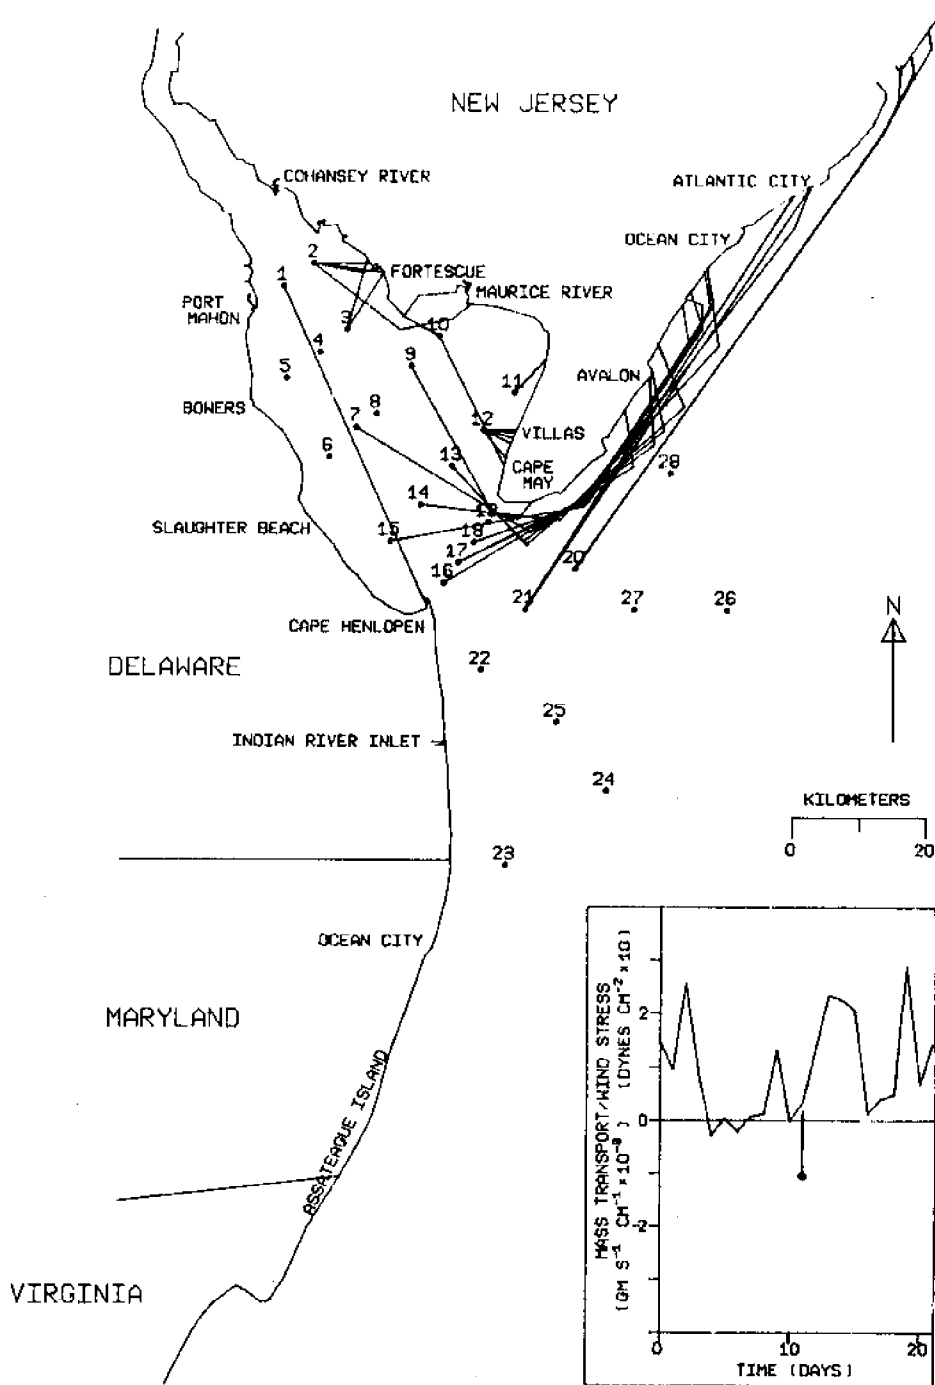 NEW JERSEY
COHANSEY RIVER
ATLANTIC CITY
OCEAN CITY
2
FORTESCUE
1
MAURICE RIVER
PORT
MAHON
3
10
4
9
5
11
AVALON
BOWERS
8
7
12
VILLAS
6
13
CAPE
MAY
28
14
19
SLAUGHTER BEACH
15
18
17
20
16
21
27
26
N
CAPE HENLOPEN
DELAWARE
22
25
INDIAN RIVER INLET
24
KILOMETERS
0
20
23
OCEAN CITY
MARYLAND
ASSATEAGUE ISLAND
VIRGINIA
MASS TRANSPORT/WIND STRESS
(GM S⁻¹ CM⁻¹ x10⁻⁸) (DYNES CM⁻² x10)
2
0
-2
0
10
20
TIME (DAYS)